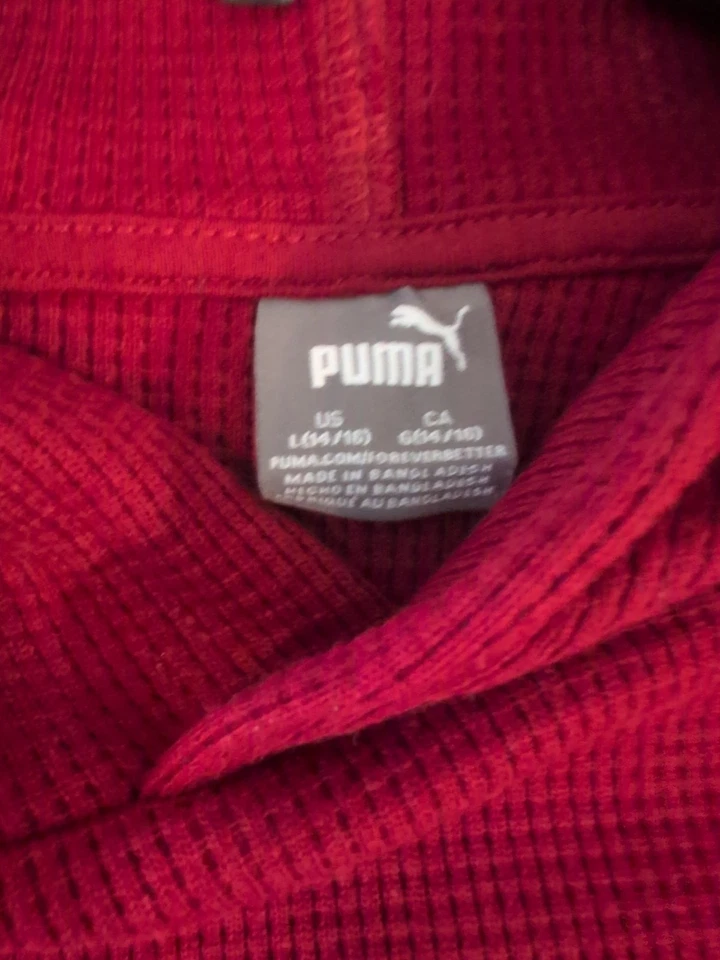 PUMA
US CA
L(14/16) G(14/16)
PUMA.COM/FOREVERBETTER
MADE IN BANGLADESH
HECHO EN BANGLADESH
FABRIQUÉ AU BANGLADESH